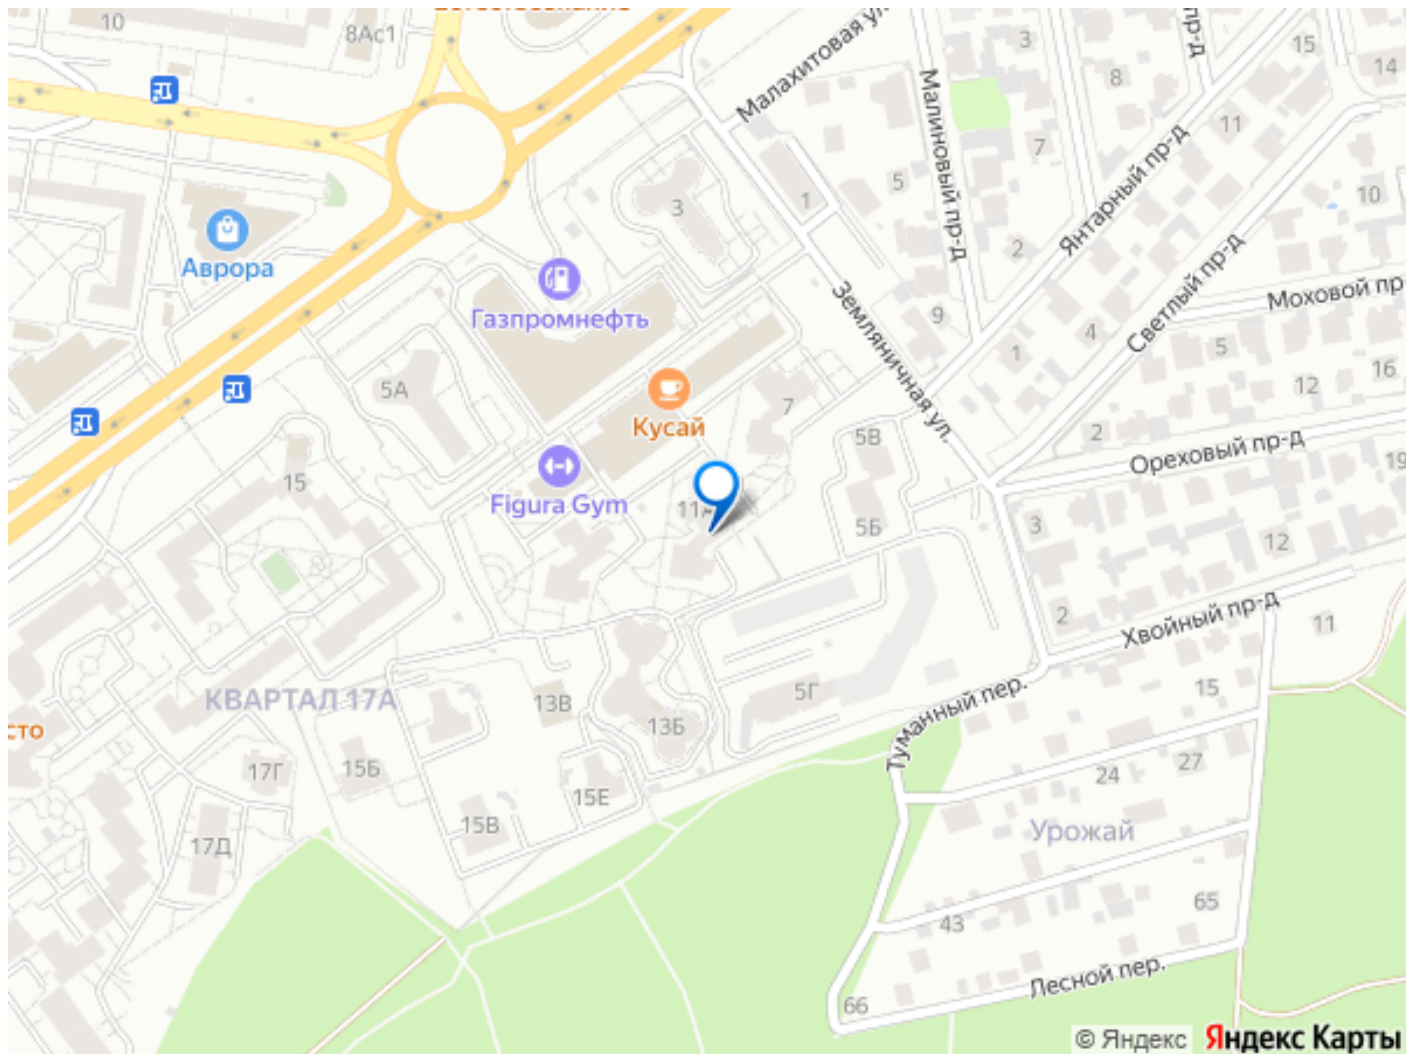 10
8Ас1
Малахитовая ул.
пр-д
3
15
14
8
Малиновый пр-д
11
7
Янтарный пр-д
5
10
3
1
Аврора
2
Светлый пр-д
Газпромнефть
Земляничная ул.
Моховой пр-
9
4
5А
1
5
16
12
Кусай
7
5В
2
Ореховый пр-д
19
15
Figura Gym
11А
5Б
3
12
2
Хвойный пр-д
11
КВАРТАЛ 17А
13В
5Г
Туманный пер.
15
сто
13Б
17Г
15Б
15Е
24
27
15В
17Д
Урожай
65
43
Лесной пер.
66
© Яндекс Яндекс Карты